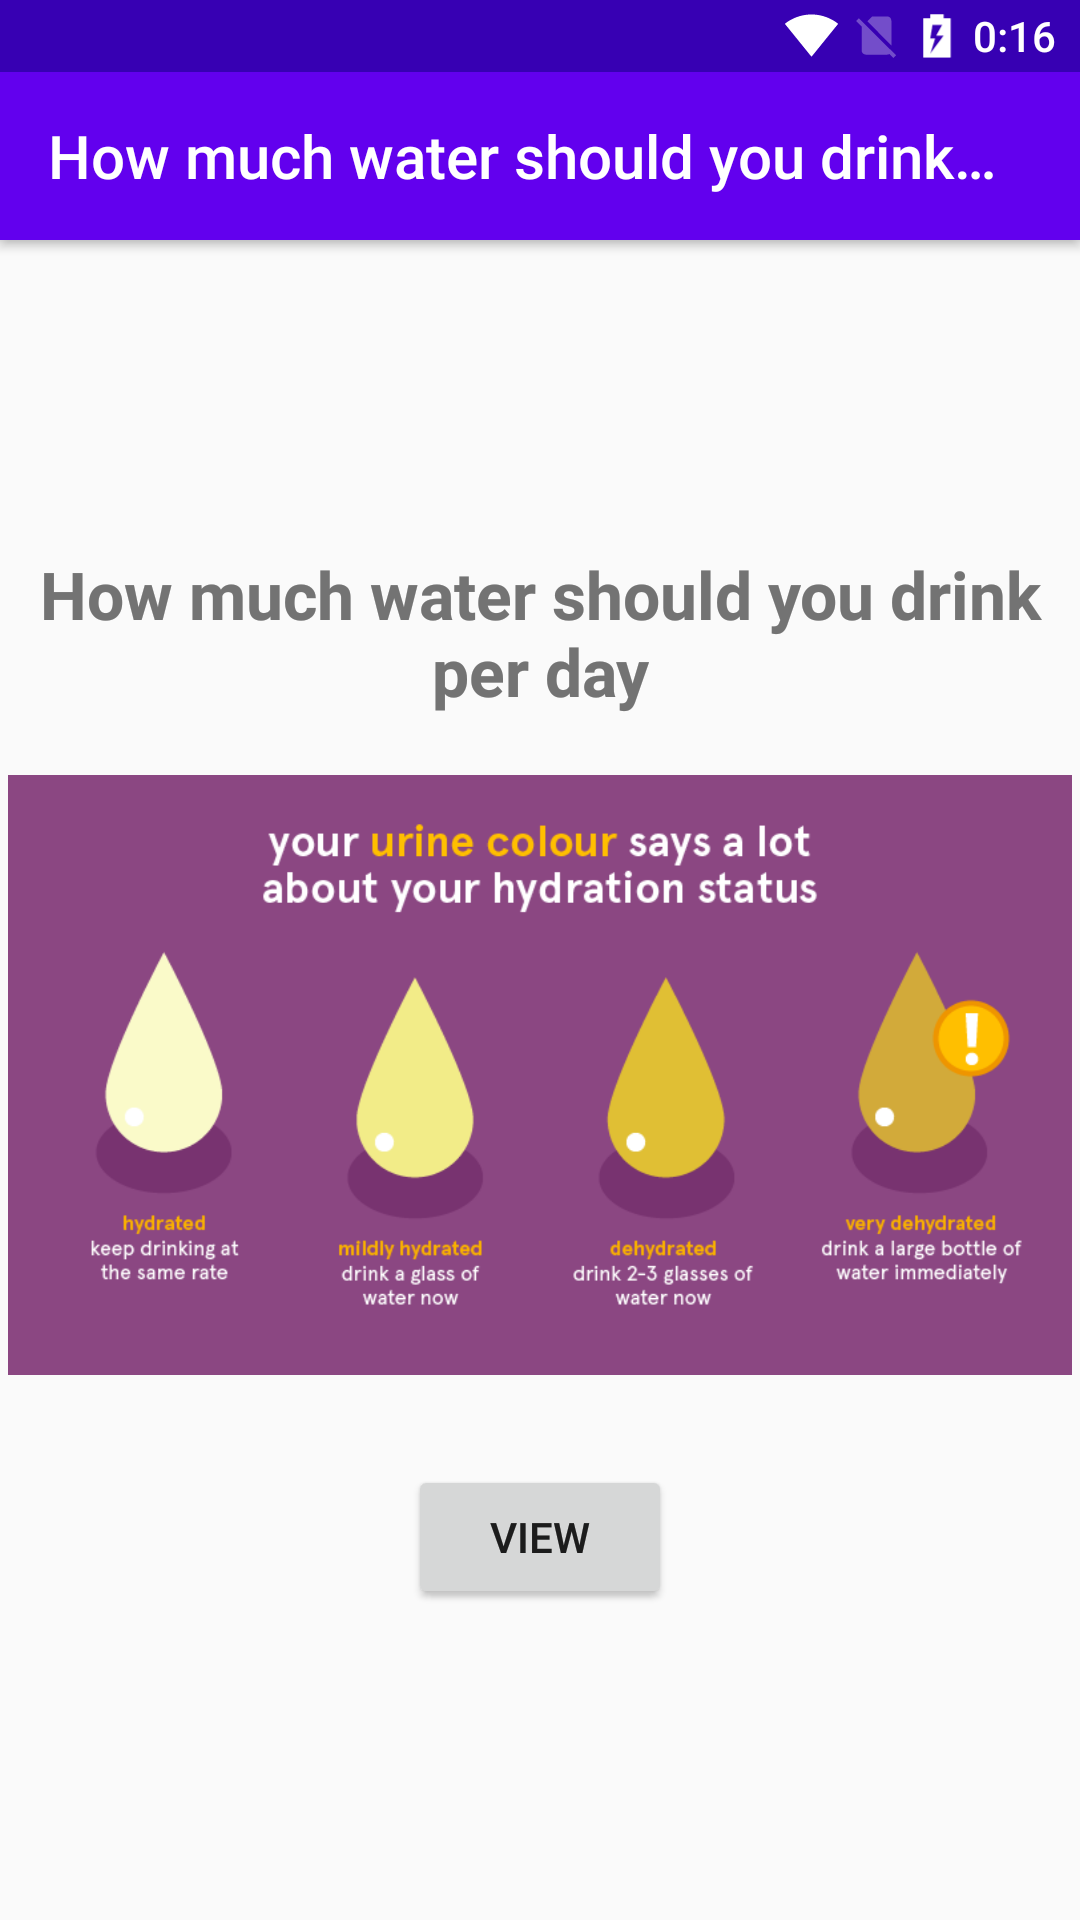 0:16
How much water should you drink...
How much water should you drink
per day
your urine colour says a lot
about your hydration status
hydrated
keep drinking at
the same rate
mildly hydrated
drink a glass of
water now
dehydrated
drink 2-3 glasses of
water now
very dehydrated
drink a large bottle of
water immediately
VIEW